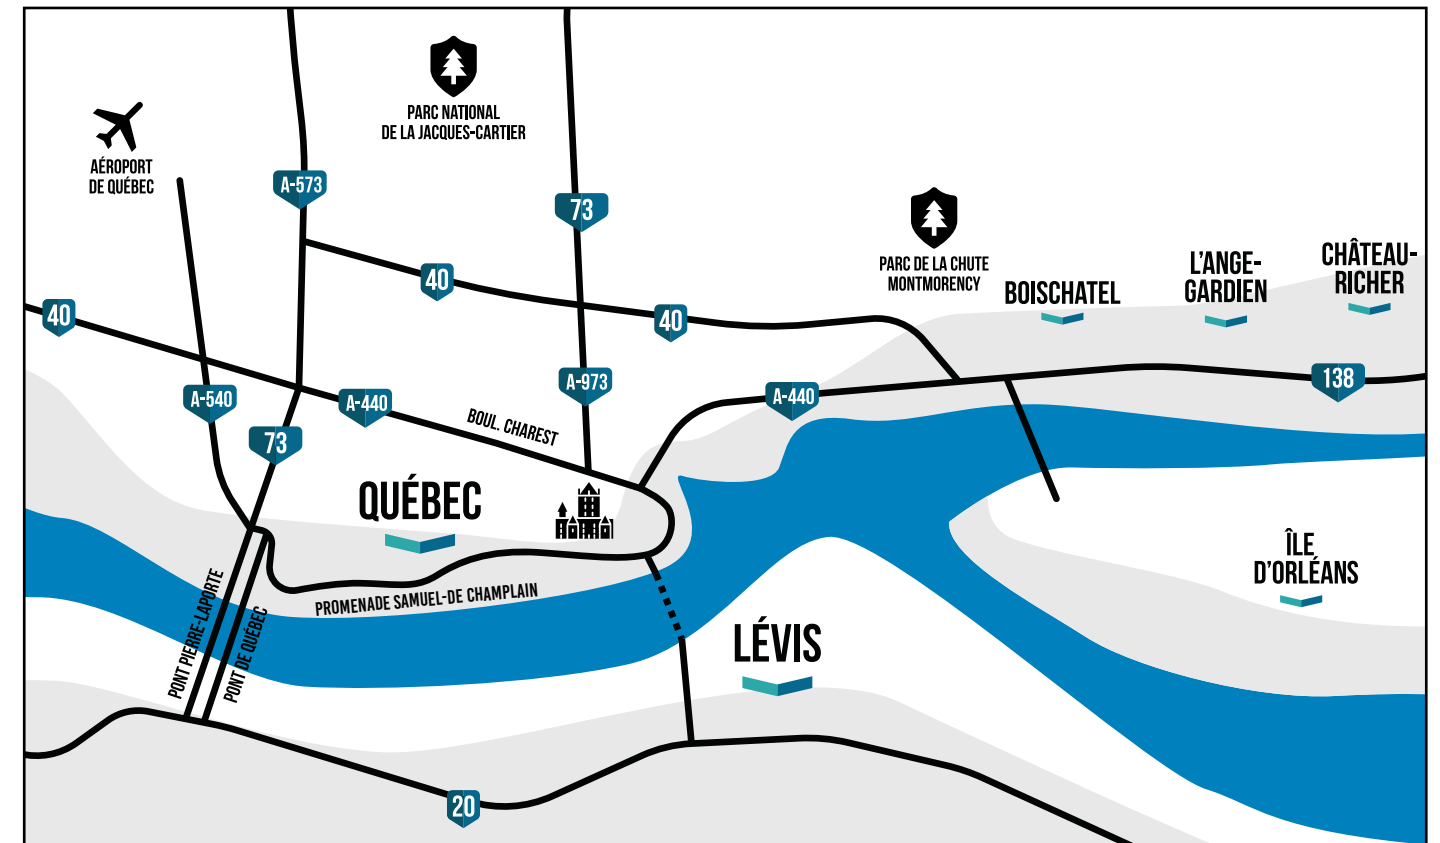 PARC NATIONAL
DE LA JACQUES-CARTIER
AÉROPORT
DE QUÉBEC
A-573
73
PARC DE LA CHUTE
MONTMORENCY
BOISCHATEL
L'ANGE-
GARDIEN
CHÂTEAU-
RICHER
40
40
40
A-540
A-440
73
BOUL. CHAREST
A-973
A-440
138
QUÉBEC
PROMENADE SAMUEL-DE CHAMPLAIN
PONT PIERRE-LAPORTE
PONT DE QUÉBEC
LÉVIS
ÎLE
D'ORLÉANS
20